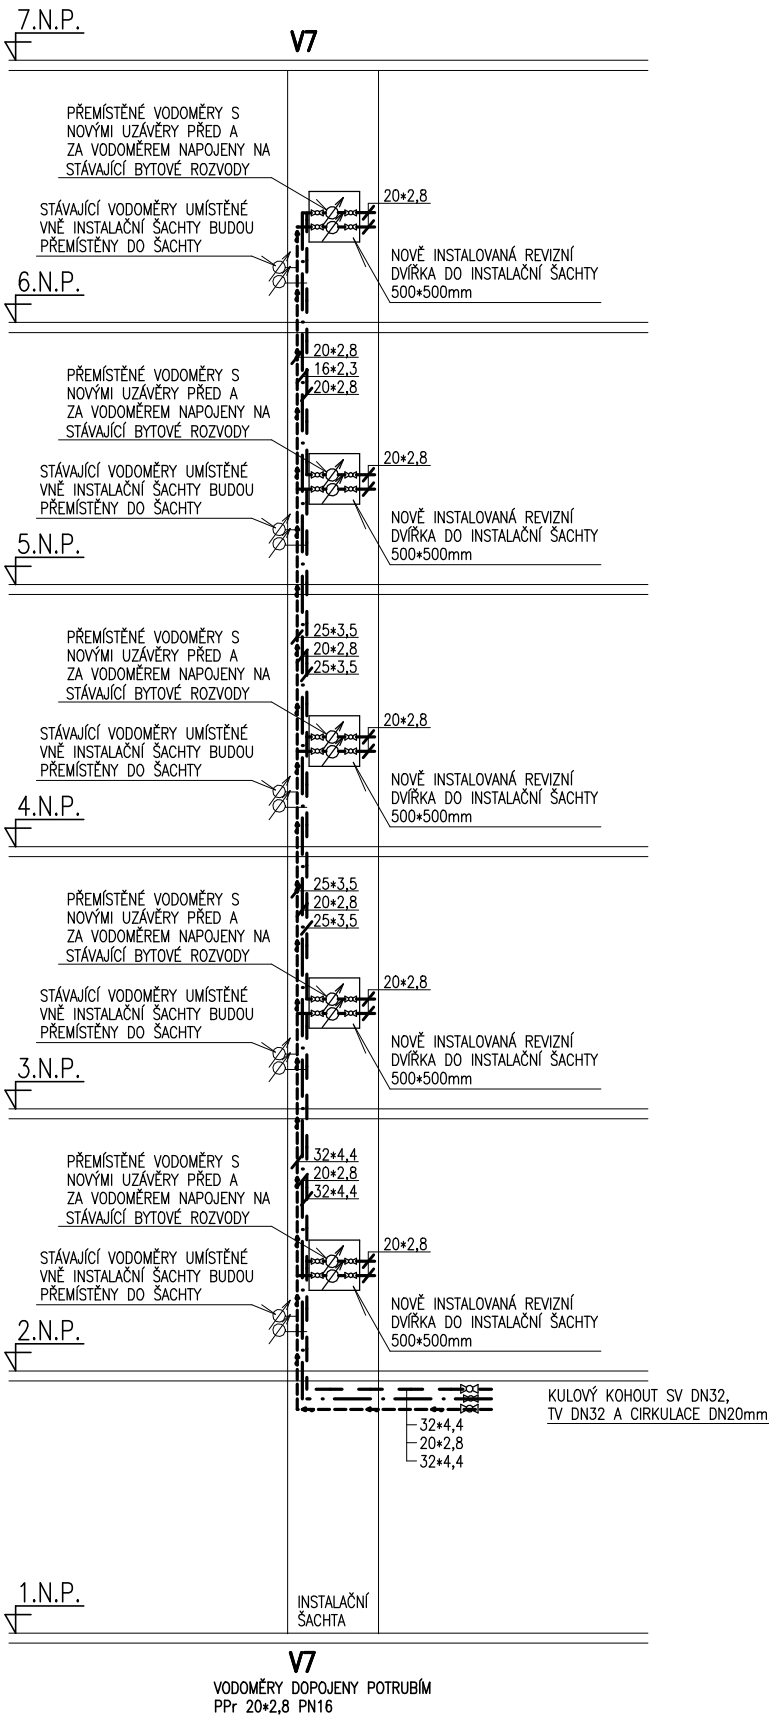 7.N.P.
V7
PŘEMÍSTĚNÉ VODOMĚRY S
NOVÝMI UZÁVĚRY PŘED A
ZA VODOMĚREM NAPOJENY NA
STÁVAJÍCÍ BYTOVÉ ROZVODY
20*2,8
STÁVAJÍCÍ VODOMĚRY UMÍSTĚNÉ
VNĚ INSTALAČNÍ ŠACHTY BUDOU
PŘEMÍSTĚNY DO ŠACHTY
NOVĚ INSTALOVANÁ REVIZNÍ
DVÍŘKA DO INSTALAČNÍ ŠACHTY
500*500mm
6.N.P.
20*2,8
16*2,3
20*2,8
PŘEMÍSTĚNÉ VODOMĚRY S
NOVÝMI UZÁVĚRY PŘED A
ZA VODOMĚREM NAPOJENY NA
STÁVAJÍCÍ BYTOVÉ ROZVODY
20*2,8
STÁVAJÍCÍ VODOMĚRY UMÍSTĚNÉ
VNĚ INSTALAČNÍ ŠACHTY BUDOU
PŘEMÍSTĚNY DO ŠACHTY
NOVĚ INSTALOVANÁ REVIZNÍ
DVÍŘKA DO INSTALAČNÍ ŠACHTY
500*500mm
5.N.P.
25*3,5
20*2,8
25*3,5
PŘEMÍSTĚNÉ VODOMĚRY S
NOVÝMI UZÁVĚRY PŘED A
ZA VODOMĚREM NAPOJENY NA
STÁVAJÍCÍ BYTOVÉ ROZVODY
20*2,8
STÁVAJÍCÍ VODOMĚRY UMÍSTĚNÉ
VNĚ INSTALAČNÍ ŠACHTY BUDOU
PŘEMÍSTĚNY DO ŠACHTY
NOVĚ INSTALOVANÁ REVIZNÍ
DVÍŘKA DO INSTALAČNÍ ŠACHTY
500*500mm
4.N.P.
25*3,5
20*2,8
25*3,5
PŘEMÍSTĚNÉ VODOMĚRY S
NOVÝMI UZÁVĚRY PŘED A
ZA VODOMĚREM NAPOJENY NA
STÁVAJÍCÍ BYTOVÉ ROZVODY
20*2,8
STÁVAJÍCÍ VODOMĚRY UMÍSTĚNÉ
VNĚ INSTALAČNÍ ŠACHTY BUDOU
PŘEMÍSTĚNY DO ŠACHTY
NOVĚ INSTALOVANÁ REVIZNÍ
DVÍŘKA DO INSTALAČNÍ ŠACHTY
500*500mm
3.N.P.
32*4,4
20*2,8
32*4,4
PŘEMÍSTĚNÉ VODOMĚRY S
NOVÝMI UZÁVĚRY PŘED A
ZA VODOMĚREM NAPOJENY NA
STÁVAJÍCÍ BYTOVÉ ROZVODY
20*2,8
STÁVAJÍCÍ VODOMĚRY UMÍSTĚNÉ
VNĚ INSTALAČNÍ ŠACHTY BUDOU
PŘEMÍSTĚNY DO ŠACHTY
NOVĚ INSTALOVANÁ REVIZNÍ
DVÍŘKA DO INSTALAČNÍ ŠACHTY
500*500mm
2.N.P.
KULOVÝ KOHOUT SV DN32,
TV DN32 A CIRKULACE DN20mm
32*4,4
20*2,8
32*4,4
1.N.P.
INSTALAČNÍ
ŠACHTA
V7
VODOMĚRY DOPOJENY POTRUBÍM
PPr 20*2,8 PN16